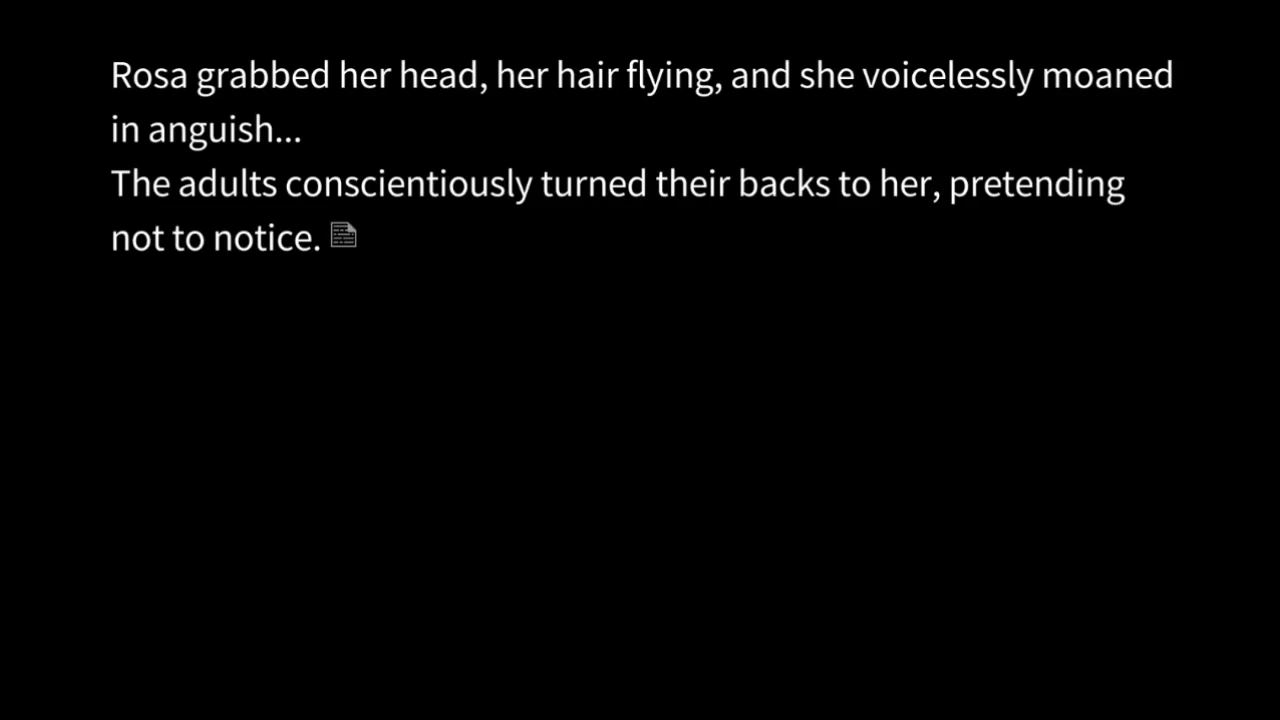 Rosa grabbed her head, her hair flying, and she voicelessly moaned
in anguish...
The adults conscientiously turned their backs to her, pretending
not to notice.